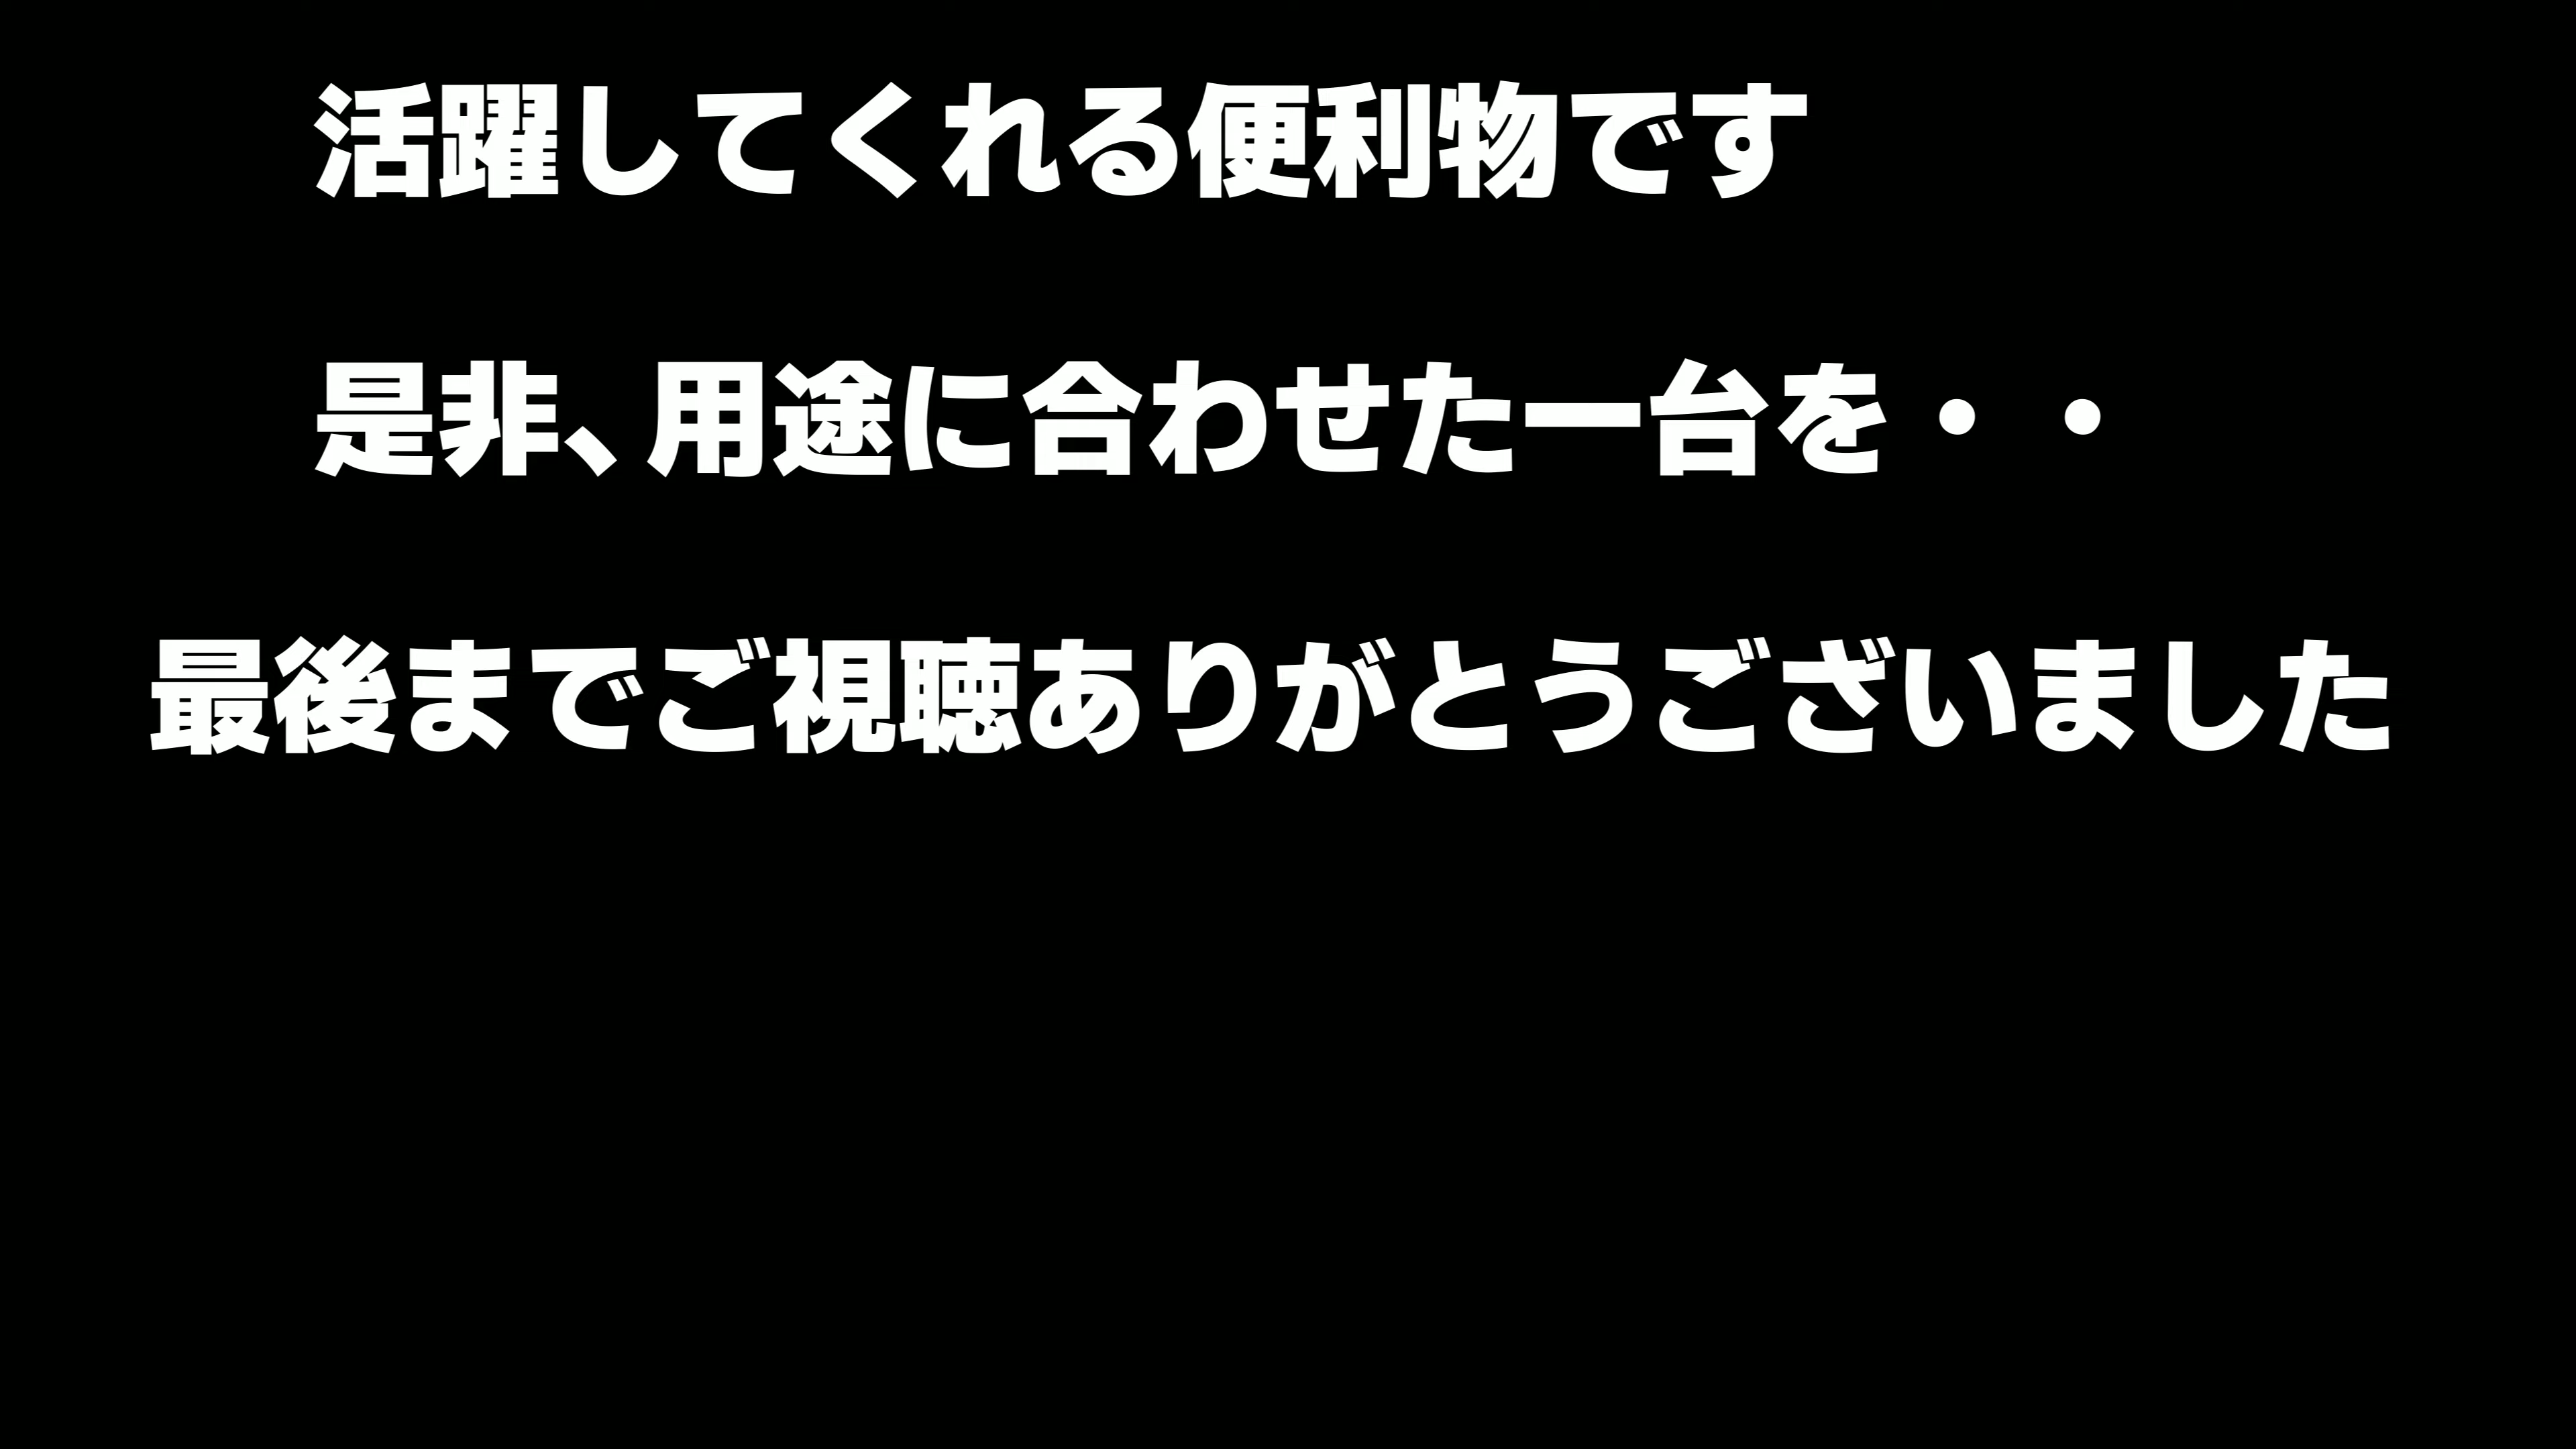 活躍してくれる便利物です
是非、用途に合わせた一台を・・
最後までご視聴ありがとうございました